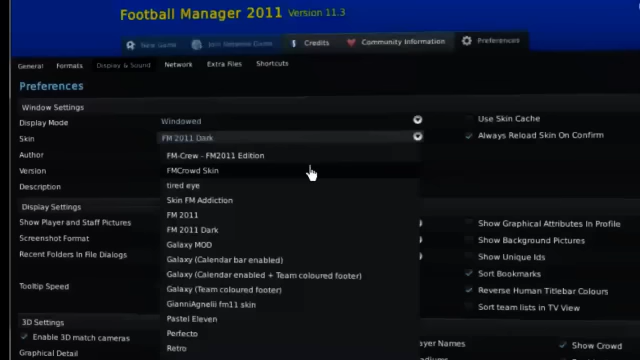 Football Manager 2011 Version 11.3
New Game Join Network Game Credits Community Information Preferences
General Formats Display & Sound Network Extra Files Shortcuts
Preferences
Window Settings
Display Mode Windowed Use Skin Cache
Skin FM 2011 Dark Always Reload Skin On Confirm
Author FM-Crew - FM2011 Edition
Version FMCrowd Skin
Description tired eye
Skin FM Addiction
Display Settings FM 2011
Show Player and Staff Pictures FM 2011 Dark Show Graphical Attributes In Profile
Screenshot Format Galaxy MOD Show Background Pictures
Recent Folders In File Dialogs Galaxy (Calendar bar enabled) Show Unique Ids
Galaxy (Calendar enabled + Team coloured footer) Sort Bookmarks
Tooltip Speed Galaxy (Team coloured footer) Reverse Human Titlebar Colours
GianniAgnelli fm11 skin Sort team lists in TV View
3D Settings Pastel Eleven
Enable 3D match cameras Perfecto Show Crowd
Graphical Detail Retro